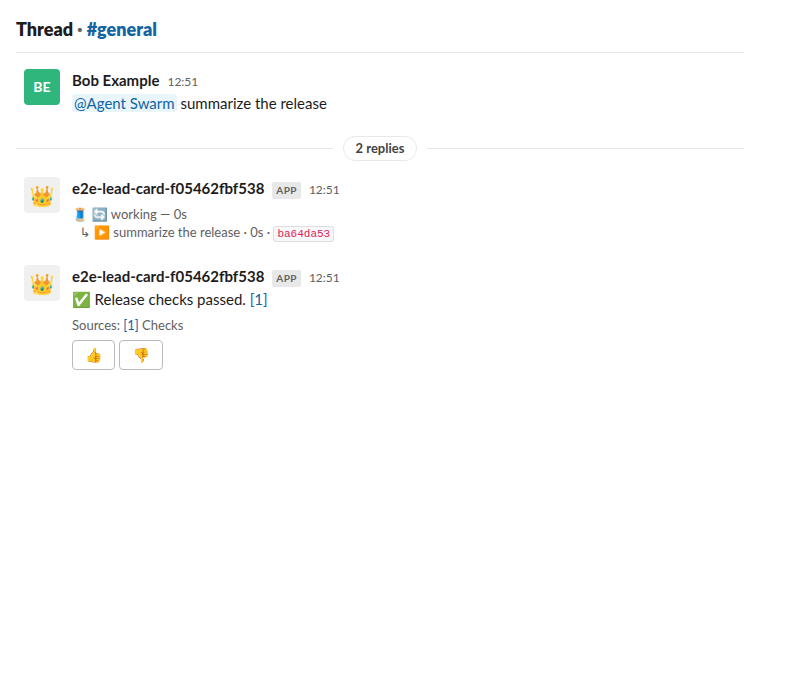 Thread • #general
BE
Bob Example 12:51
@Agent Swarm summarize the release
2 replies
e2e-lead-card-f05462fbf538 APP 12:51
🧵 🔄 working — 0s
↳ ▶️ summarize the release · 0s · ba64da53
e2e-lead-card-f05462fbf538 APP 12:51
✅ Release checks passed. [1]
Sources: [1] Checks
👍 👎